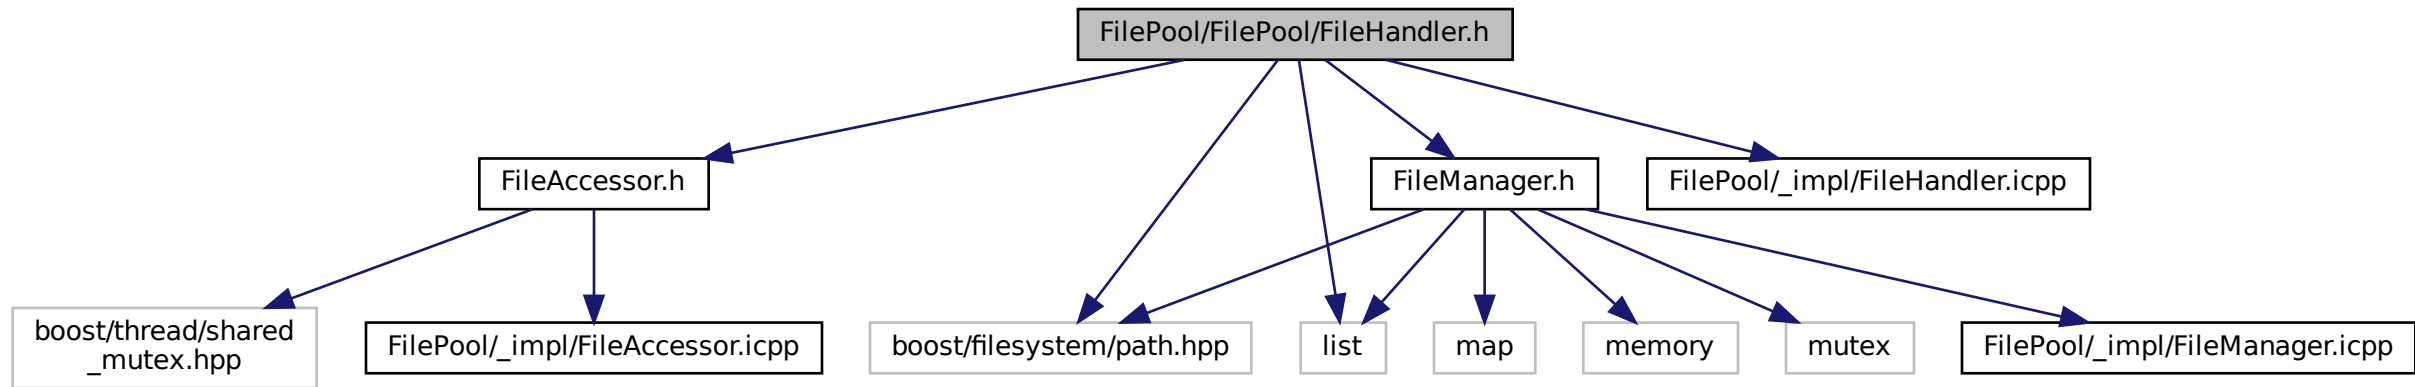 FilePool/FilePool/FileHandler.h
FileAccessor.h
FileManager.h
FilePool/_impl/FileHandler.icpp
boost/thread/shared
_mutex.hpp
FilePool/_impl/FileAccessor.icpp
boost/filesystem/path.hpp
list
map
memory
mutex
FilePool/_impl/FileManager.icpp